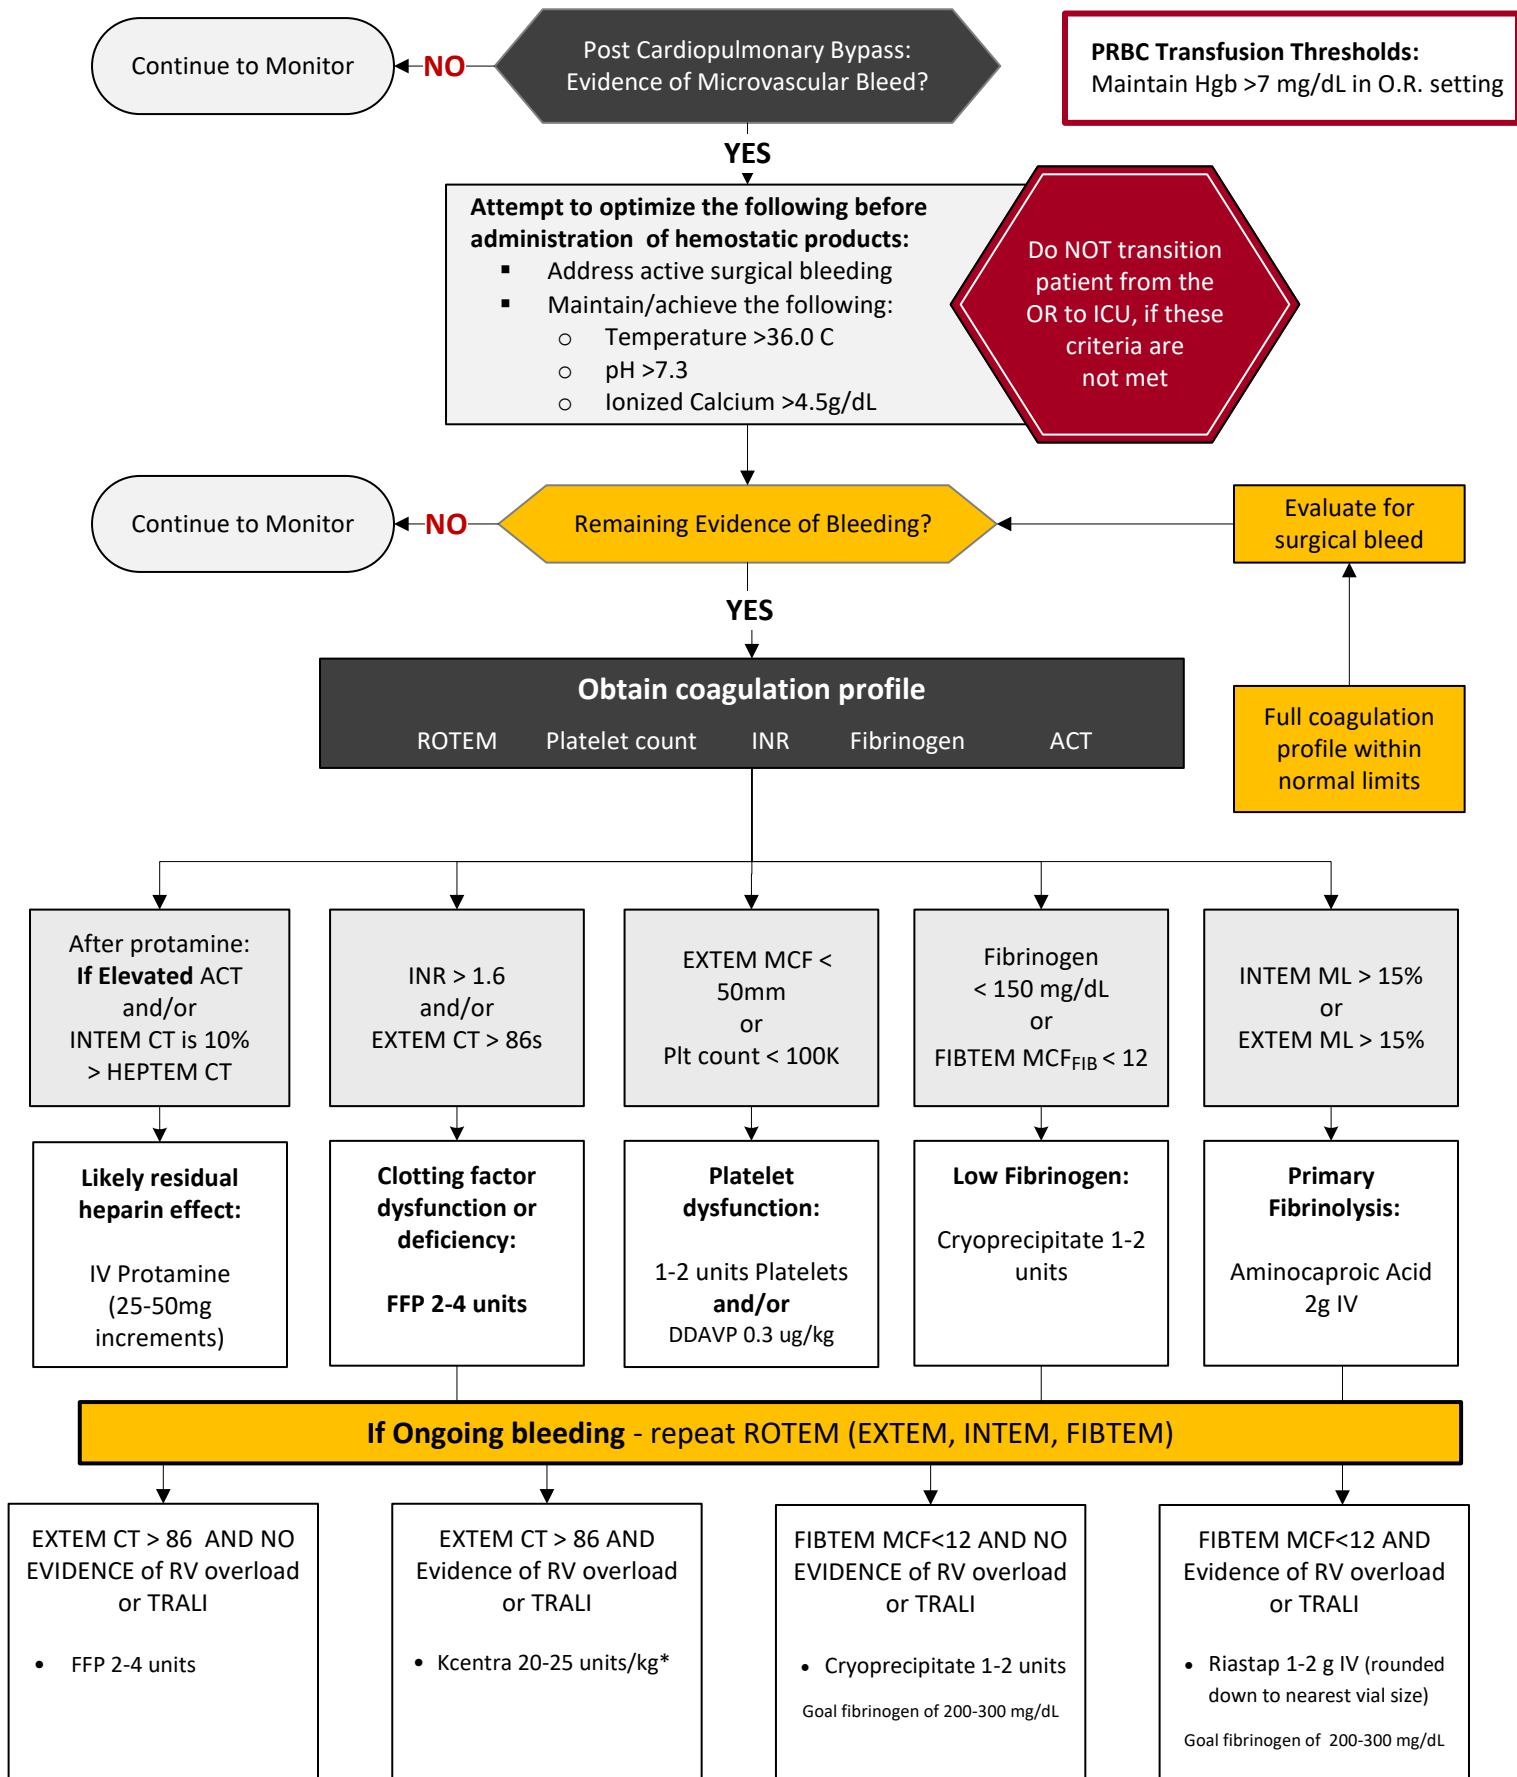 Continue to Monitor
NO
Post Cardiopulmonary Bypass:
Evidence of Microvascular Bleed?
PRBC Transfusion Thresholds:
Maintain Hgb >7 mg/dL in O.R. setting
YES
Attempt to optimize the following before
administration of hemostatic products:
▪ Address active surgical bleeding
▪ Maintain/achieve the following:
o Temperature >36.0 C
o pH >7.3
o Ionized Calcium >4.5g/dL
Do NOT transition
patient from the
OR to ICU, if these
criteria are
not met
Continue to Monitor
NO
Remaining Evidence of Bleeding?
Evaluate for
surgical bleed
YES
Obtain coagulation profile
ROTEM Platelet count INR Fibrinogen ACT
Full coagulation
profile within
normal limits
After protamine:
If Elevated ACT
and/or
INTEM CT is 10%
> HEPTEM CT
INR > 1.6
and/or
EXTEM CT > 86s
EXTEM MCF <
50mm
or
Plt count < 100K
Fibrinogen
< 150 mg/dL
or
FIBTEM MCFFIB < 12
INTEM ML > 15%
or
EXTEM ML > 15%
Likely residual
heparin effect:
IV Protamine
(25-50mg
increments)
Clotting factor
dysfunction or
deficiency:
FFP 2-4 units
Platelet
dysfunction:
1-2 units Platelets
and/or
DDAVP 0.3 ug/kg
Low Fibrinogen:
Cryoprecipitate 1-2
units
Primary
Fibrinolysis:
Aminocaproic Acid
2g IV
If Ongoing bleeding - repeat ROTEM (EXTEM, INTEM, FIBTEM)
EXTEM CT > 86 AND NO
EVIDENCE of RV overload
or TRALI
• FFP 2-4 units
EXTEM CT > 86 AND
Evidence of RV overload
or TRALI
• Kcentra 20-25 units/kg*
FIBTEM MCF<12 AND NO
EVIDENCE of RV overload
or TRALI
• Cryoprecipitate 1-2 units
Goal fibrinogen of 200-300 mg/dL
FIBTEM MCF<12 AND
Evidence of RV overload
or TRALI
• Riastap 1-2 g IV (rounded
down to nearest vial size)
Goal fibrinogen of 200-300 mg/dL